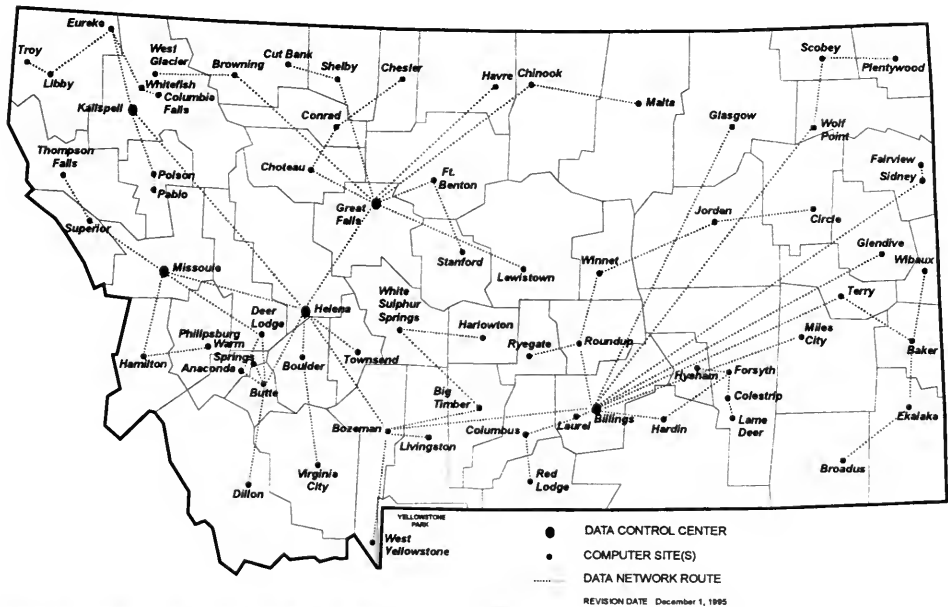 Eureke
Troy
Libby
West
Glacier
Whitefish
Columbia
Falls
Kalispell
Browning
Cut Bank
Shelby
Chesler
Conrad
Choteau
Havre
Chinook
Malta
Scobey
Plentywood
Glasgow
Wolf
Point
Fairview
Sidney
Thompson
Falls
Polson
Pablo
Superior
Great
Falls
Ft.
Benton
Stanford
Lewistown
Winnet
Jorden
Circle
Glendive
Wibaux
Terry
Miles
City
Baker
Ekalaka
Broadus
Missoula
Helena
Deer
Lodge
Philipsburg
Warm
Springs
Anaconda
Butte
Hamilton
Boulder
Townsend
White
Sulphur
Springs
Harlowton
Ryegate
Roundup
Big
Timber
Bozeman
Livingston
Columbus
Laurel
Billings
Hardin
Hysham
Forsyth
Colestrip
Lame
Deer
Red
Lodge
Dillon
Virginia
City
YELLOWSTONE
PARK
West
Yellowstone
DATA CONTROL CENTER
COMPUTER SITE(S)
DATA NETWORK ROUTE
REVISION DATE December 1, 1995